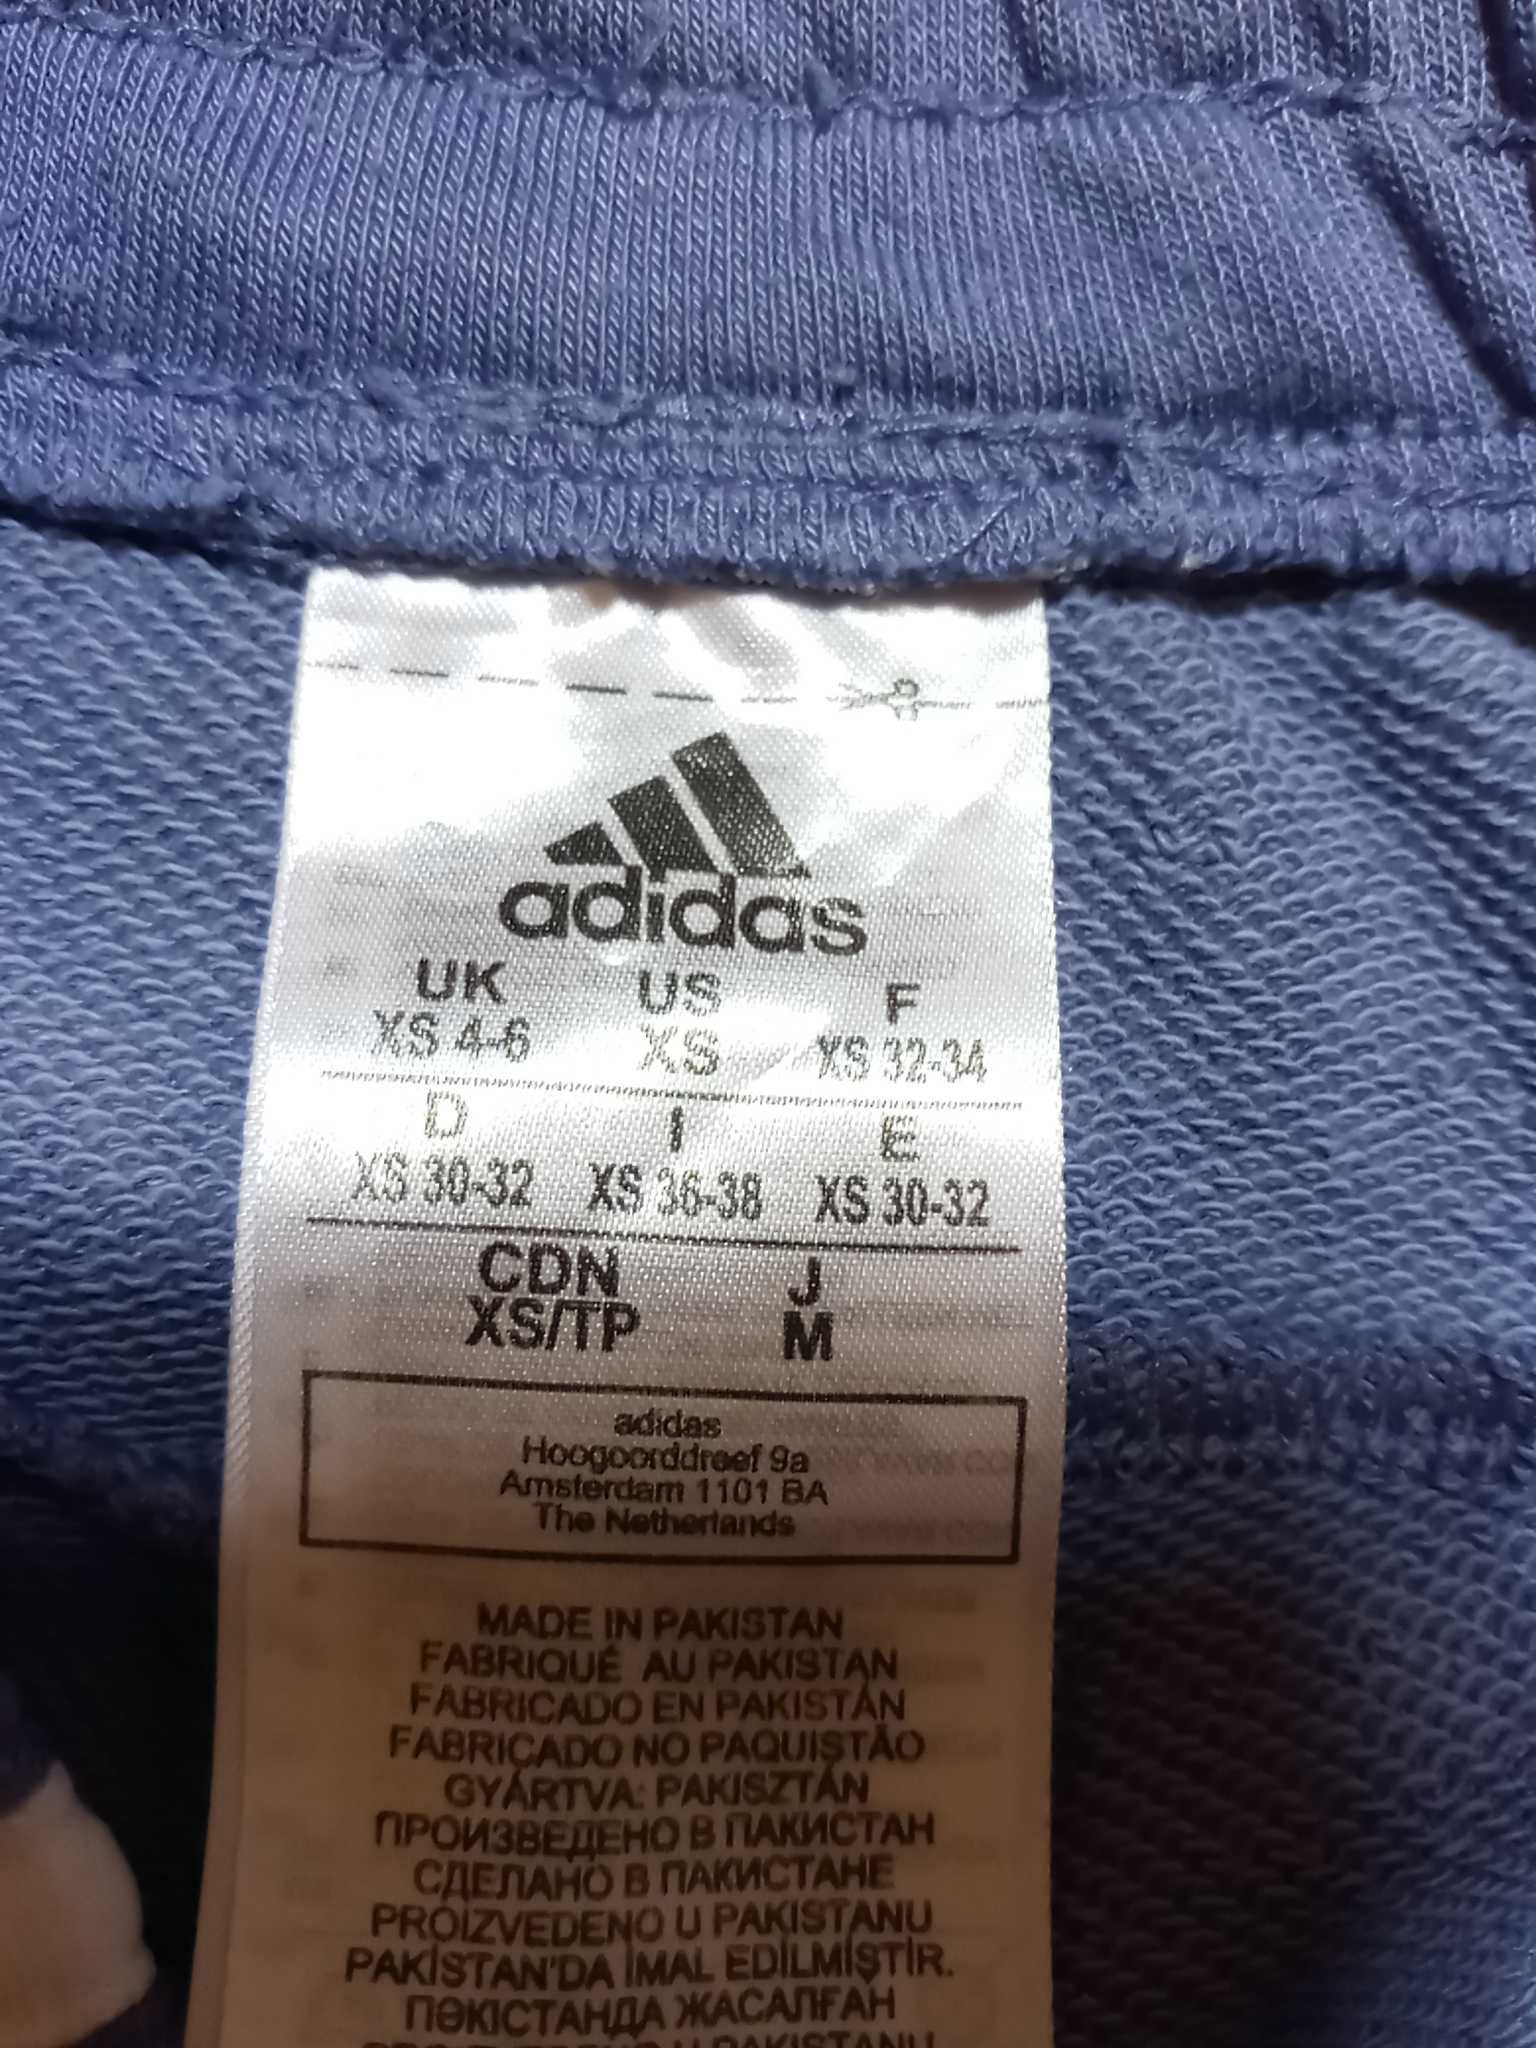 adidas
UK US F
XS 4-6 XS XS 32-34
D I E
XS 30-32 XS 36-38 XS 30-32
CDN J
XS/TP M
adidas
Hoogoorddreef 9a
Amsterdam 1101 BA
The Netherlands
MADE IN PAKISTAN
FABRIQUÉ AU PAKISTAN
FABRICADO EN PAKISTÁN
FABRICADO NO PAQUISTÃO
GYÁRTVA: PAKISZTÁN
ПРОИЗВЕДЕНО В ПАКИСТАН
СДЕЛАНО В ПАКИСТАНЕ
PROIZVEDENO U PAKISTANU
PAKİSTAN'DA İMAL EDİLMİŞTİR.
ПӘКІСТАНДА ЖАСАЛҒАН